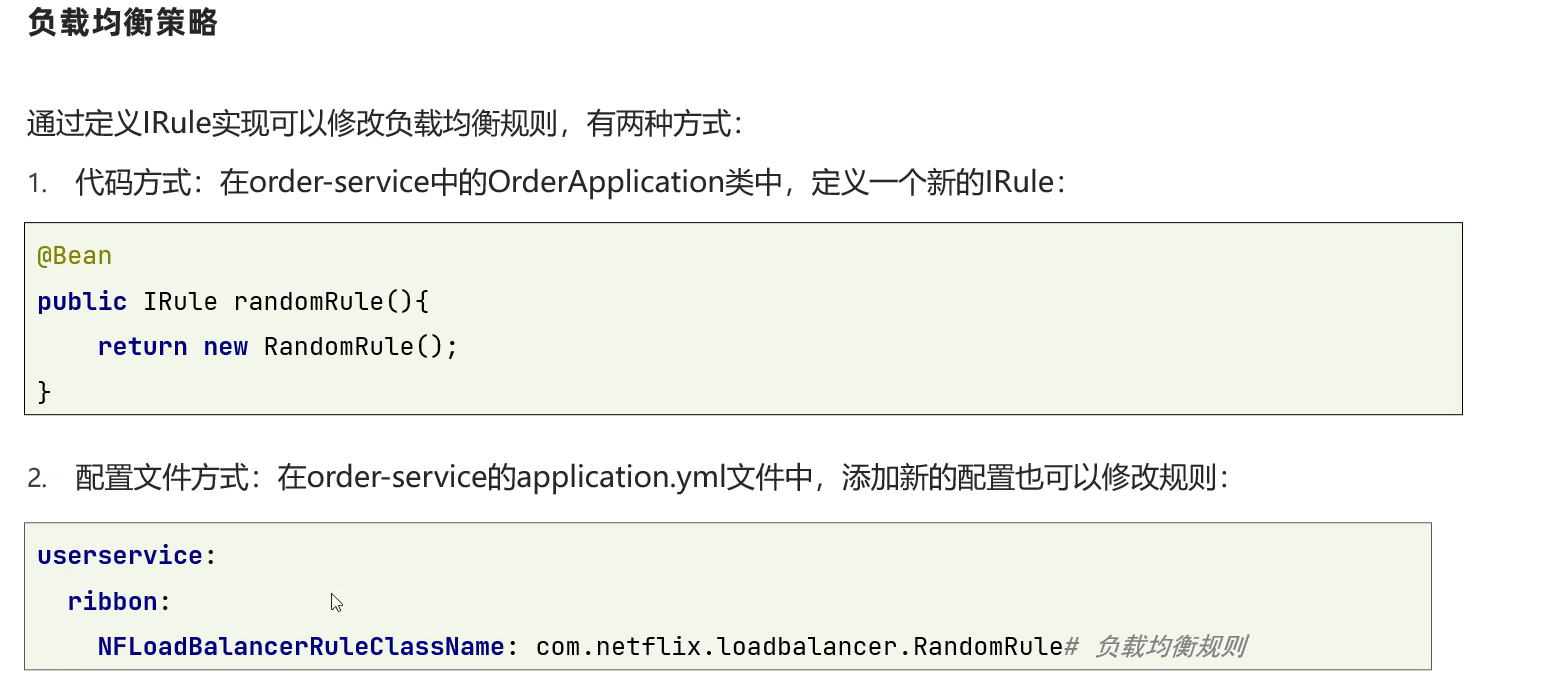 负载均衡策略
通过定义IRule实现可以修改负载均衡规则，有两种方式：
1. 代码方式：在order-service中的OrderApplication类中，定义一个新的IRule：
@Bean
public IRule randomRule(){
    return new RandomRule();
}
2. 配置文件方式：在order-service的application.yml文件中，添加新的配置也可以修改规则：
userservice:
  ribbon:
    NFLoadBalancerRuleClassName: com.netflix.loadbalancer.RandomRule# 负载均衡规则